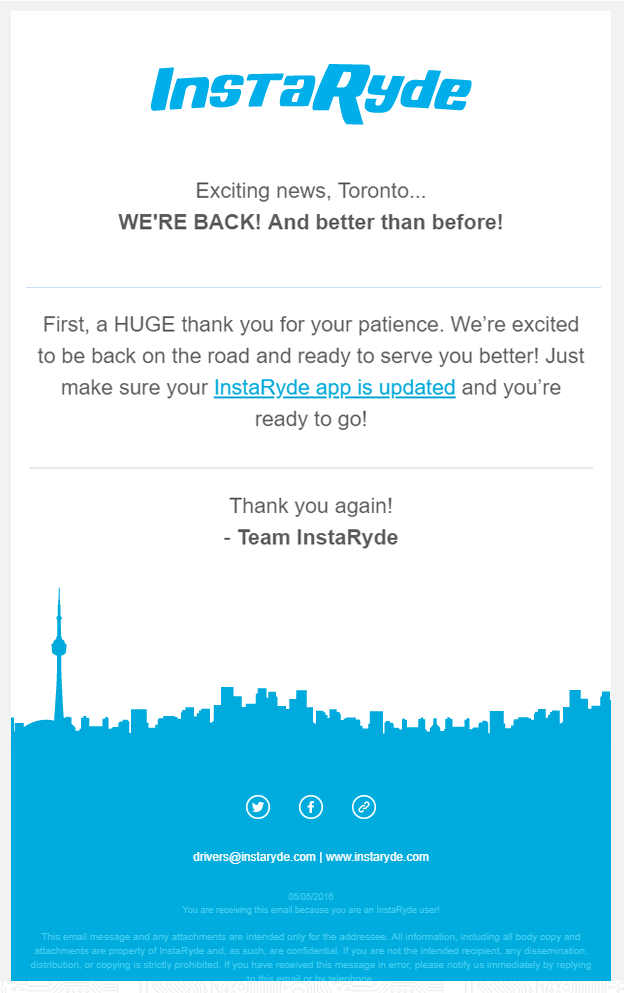 InstaRyde
Exciting news, Toronto...
WE'RE BACK! And better than before!
First, a HUGE thank you for your patience. We’re excited
to be back on the road and ready to serve you better! Just
make sure your InstaRyde app is updated and you’re
ready to go!
Thank you again!
- Team InstaRyde
drivers@instaryde.com | www.instaryde.com
05/05/2016
You are receiving this email because you are an InstaRyde user!
This email message and any attachments are intended only for the addressee. All information, including all body copy and
attachments are property of InstaRyde and, as such, are confidential. If you are not the intended recipient, any dissemination,
distribution, or copying is strictly prohibited. If you have received this message in error, please notify us immediately by replying
to this email or by telephone.